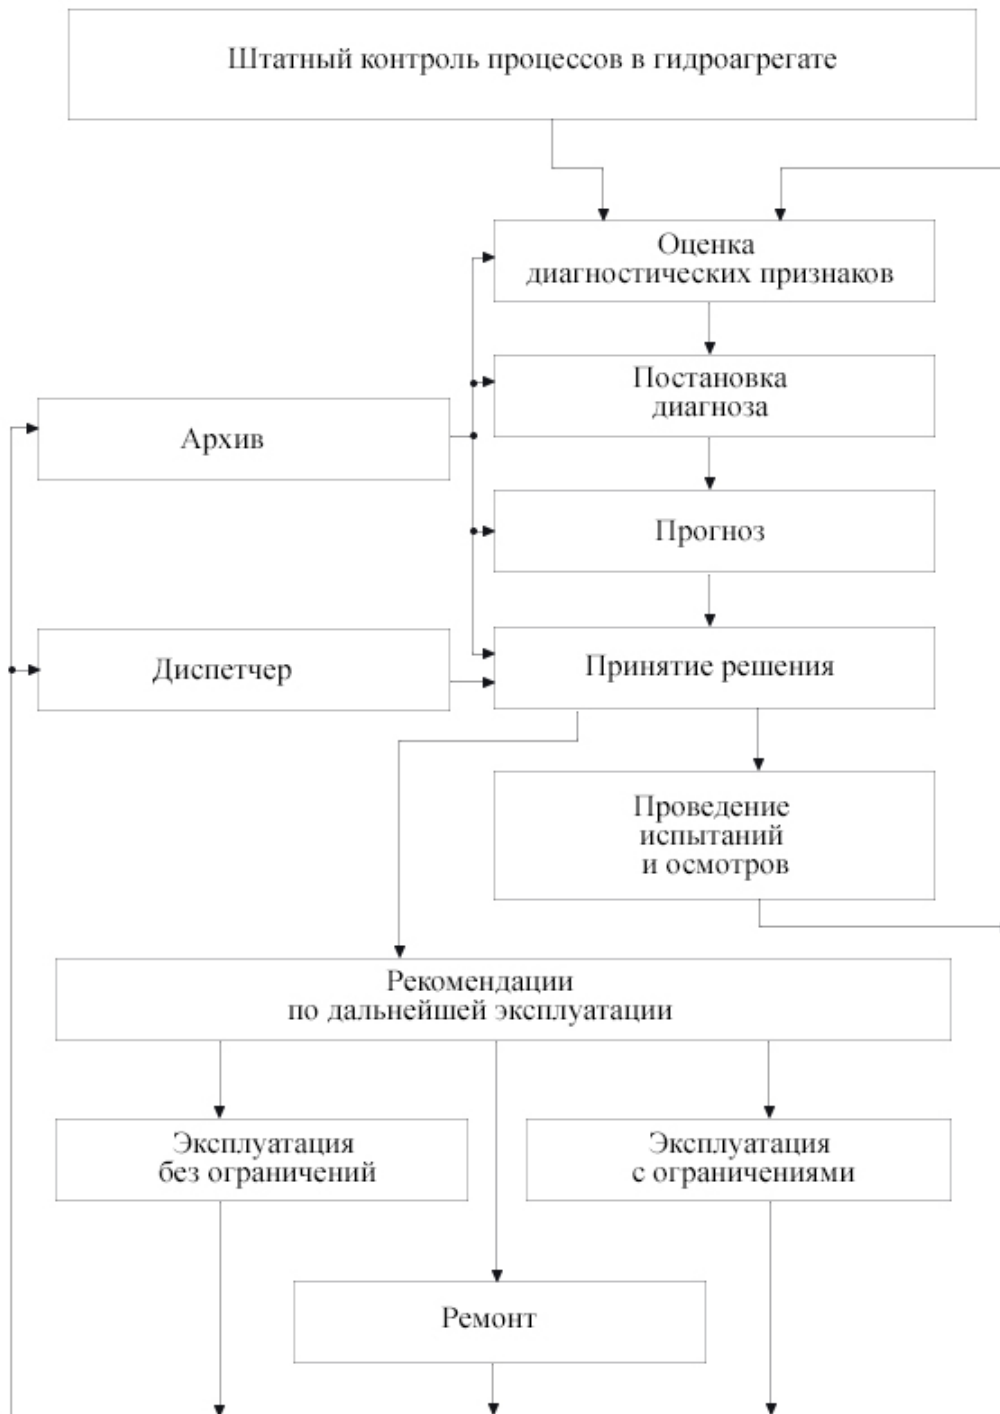 Штатный контроль процессов в гидроагрегате
Оценка
диагностических признаков
Постановка
диагноза
Архив
Прогноз
Диспетчер
Принятие решения
Проведение
испытаний
и осмотров
Рекомендации
по дальнейшей эксплуатации
Эксплуатация
без ограничений
Эксплуатация
с ограничениями
Ремонт